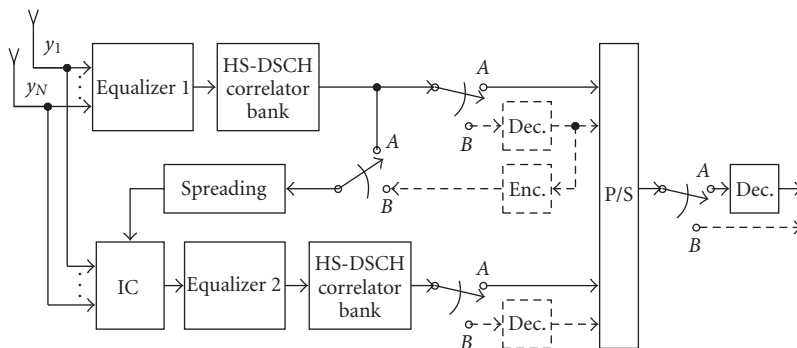 y1
yN
Equalizer 1
HS-DSCH
correlator
bank
A
B
Dec.
A
B
Enc.
Spreading
P/S
A
B
Dec.
IC
Equalizer 2
HS-DSCH
correlator
bank
A
B
Dec.